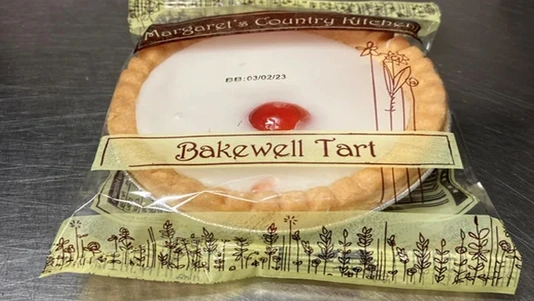 Margaret's Country Kitchen
BB:03/02/23
Bakewell Tart